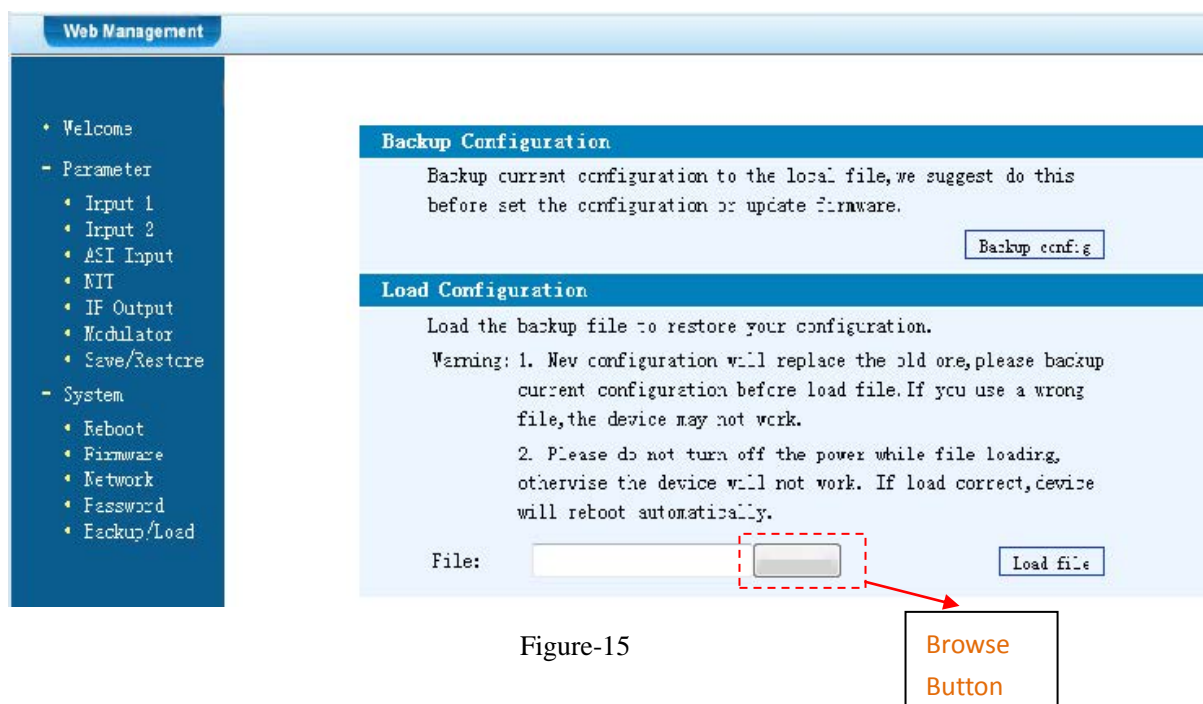 Web Management
Welcome
Parameter
Input 1
Input 2
ASI Input
NIT
IF Output
Modulator
Save/Restore
System
Reboot
Firmware
Network
Password
Backup/Load
Backup Configuration
Backup current configuration to the local file,we suggest do this
before set the configuration or update firmware.
Backup config
Load Configuration
Load the backup file to restore your configuration.
Warning: 1. New configuration will replace the old one,please backup
current configuration before load file.If you use a wrong
file,the device may not work.
2. Please do not turn off the power while file loading,
otherwise the device will not work. If load correct,device
will reboot automatically.
File:
Load file
Figure-15
Browse
Button